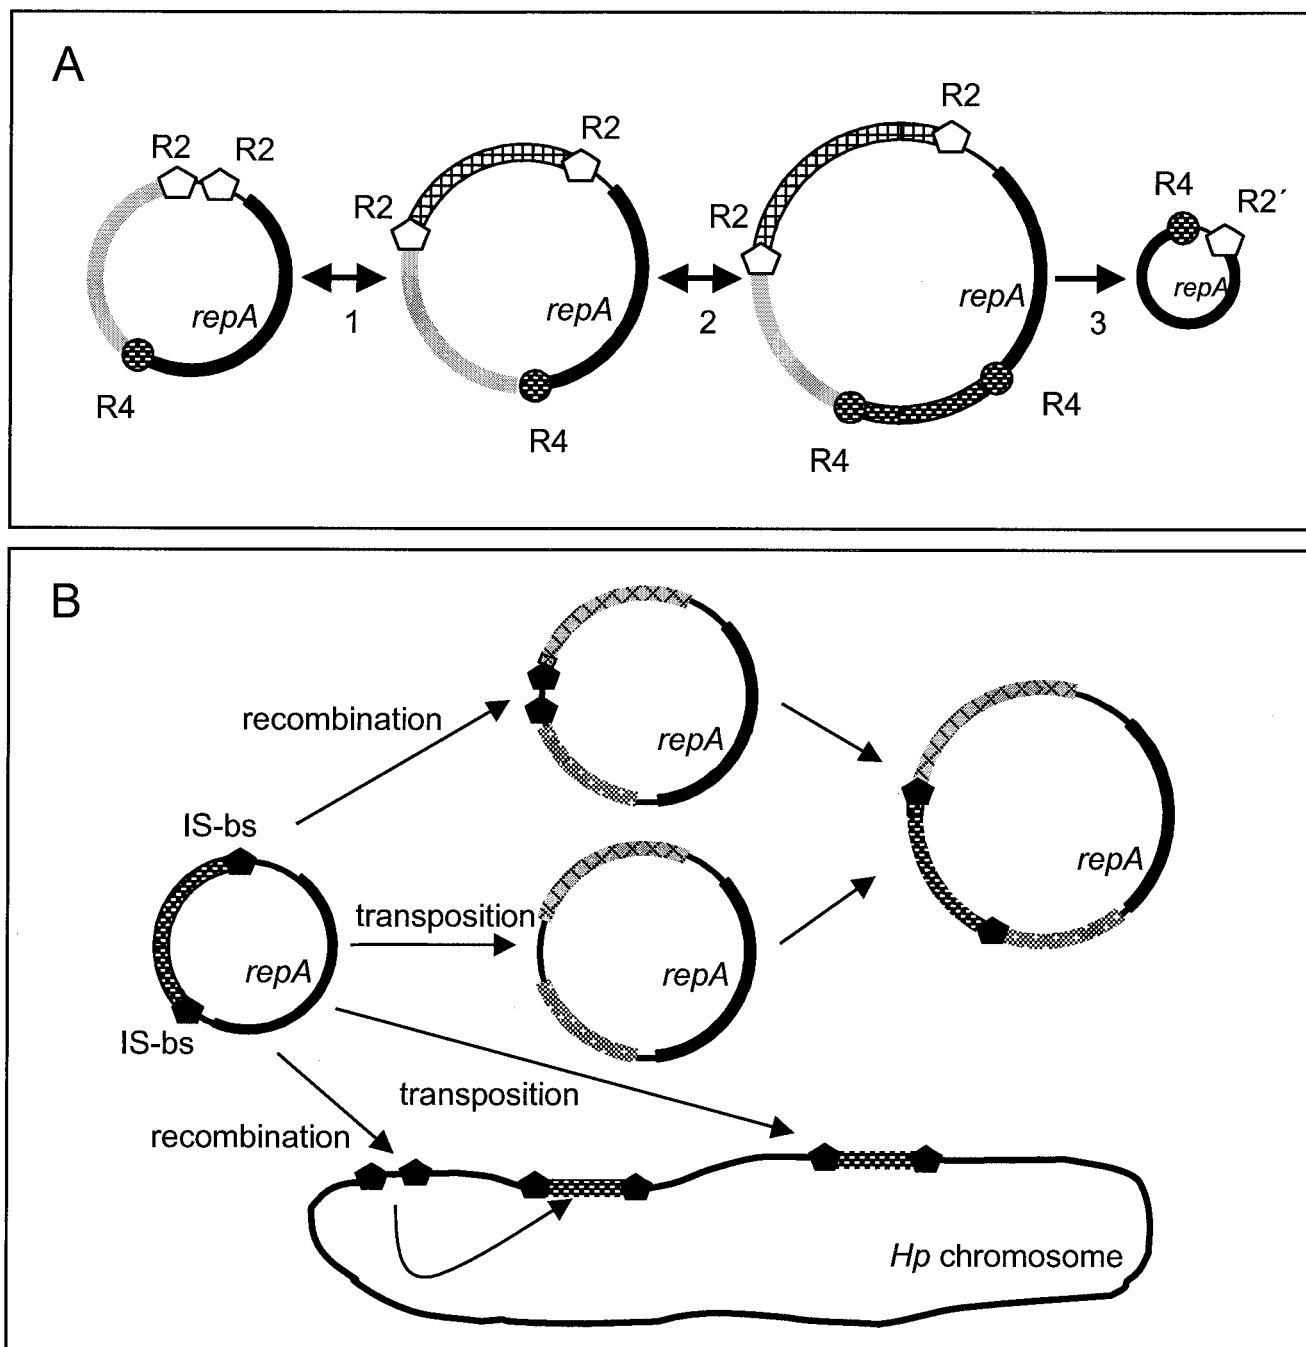 A
R2
R2
R2
R2
R2
R2
R4
R2´
repA
repA
repA
repA
1
2
3
R4
R4
R4
R4
B
recombination
repA
IS-bs
repA
transposition
repA
repA
IS-bs
transposition
recombination
Hp chromosome